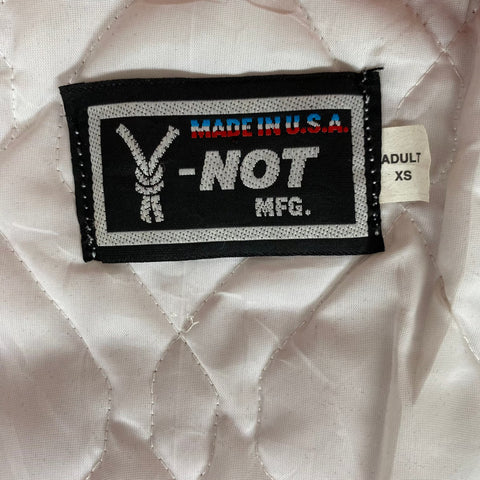 MADE IN U.S.A.
Y-NOT
MFG.
ADULT
XS